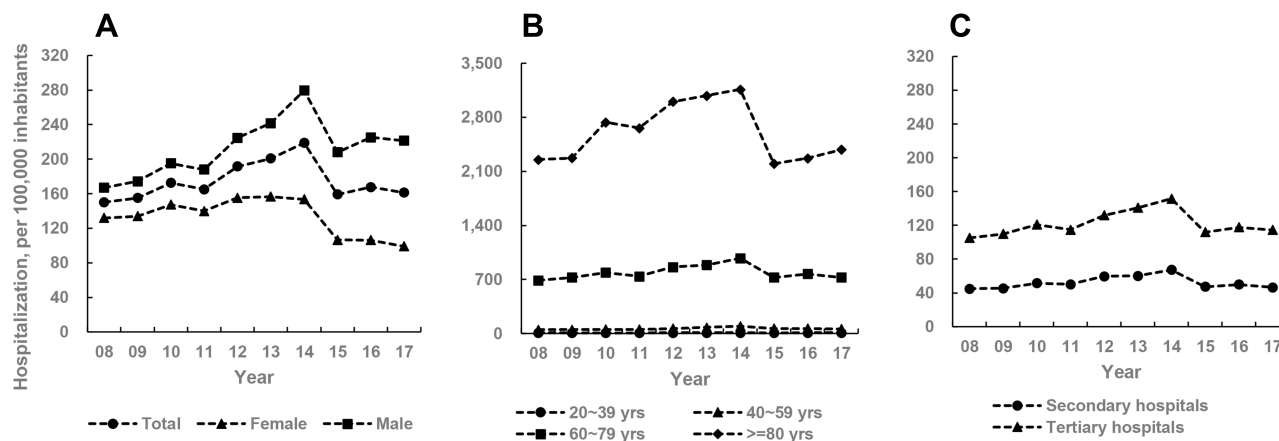 A
B
C
Hospitalization, per 100,000 inhabitants
320
280
240
200
160
120
80
40
0
08 09 10 11 12 13 14 15 16 17
Year
Total Female Male
3,500
2,800
2,100
1,400
700
0
08 09 10 11 12 13 14 15 16 17
Year
20~39 yrs 40~59 yrs
60~79 yrs >=80 yrs
320
280
240
200
160
120
80
40
0
08 09 10 11 12 13 14 15 16 17
Year
Secondary hospitals
Tertiary hospitals